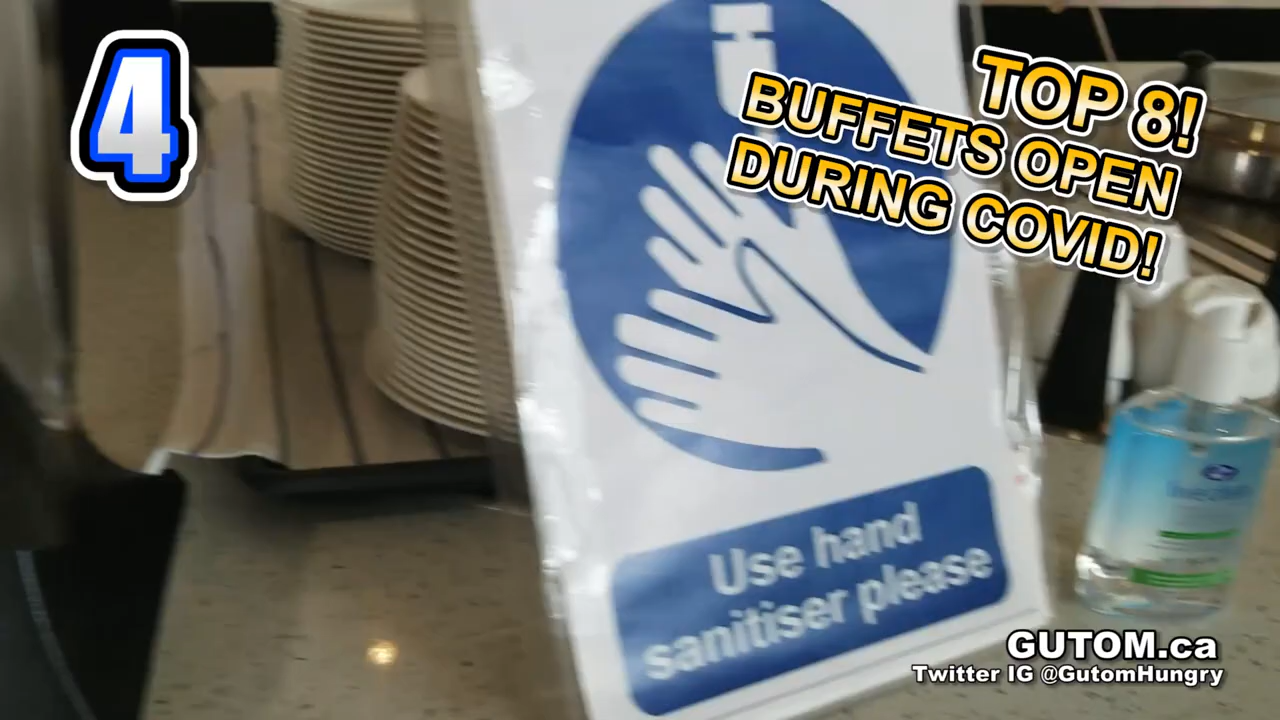 4
TOP 8!
BUFFETS OPEN
DURING COVID!
Use hand
sanitiser please
GUTOM.ca
Twitter IG @GutomHungry